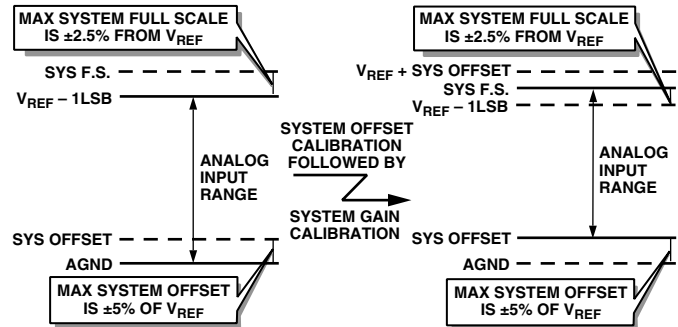 MAX SYSTEM FULL SCALE
IS ±2.5% FROM VREF
SYS F.S.
VREF – 1LSB
ANALOG
INPUT
RANGE
SYS OFFSET
AGND
MAX SYSTEM OFFSET
IS ±5% OF VREF
SYSTEM OFFSET
CALIBRATION
FOLLOWED BY
SYSTEM GAIN
CALIBRATION
MAX SYSTEM FULL SCALE
IS ±2.5% FROM VREF
VREF + SYS OFFSET
SYS F.S.
VREF – 1LSB
ANALOG
INPUT
RANGE
SYS OFFSET
AGND
MAX SYSTEM OFFSET
IS ±5% OF VREF